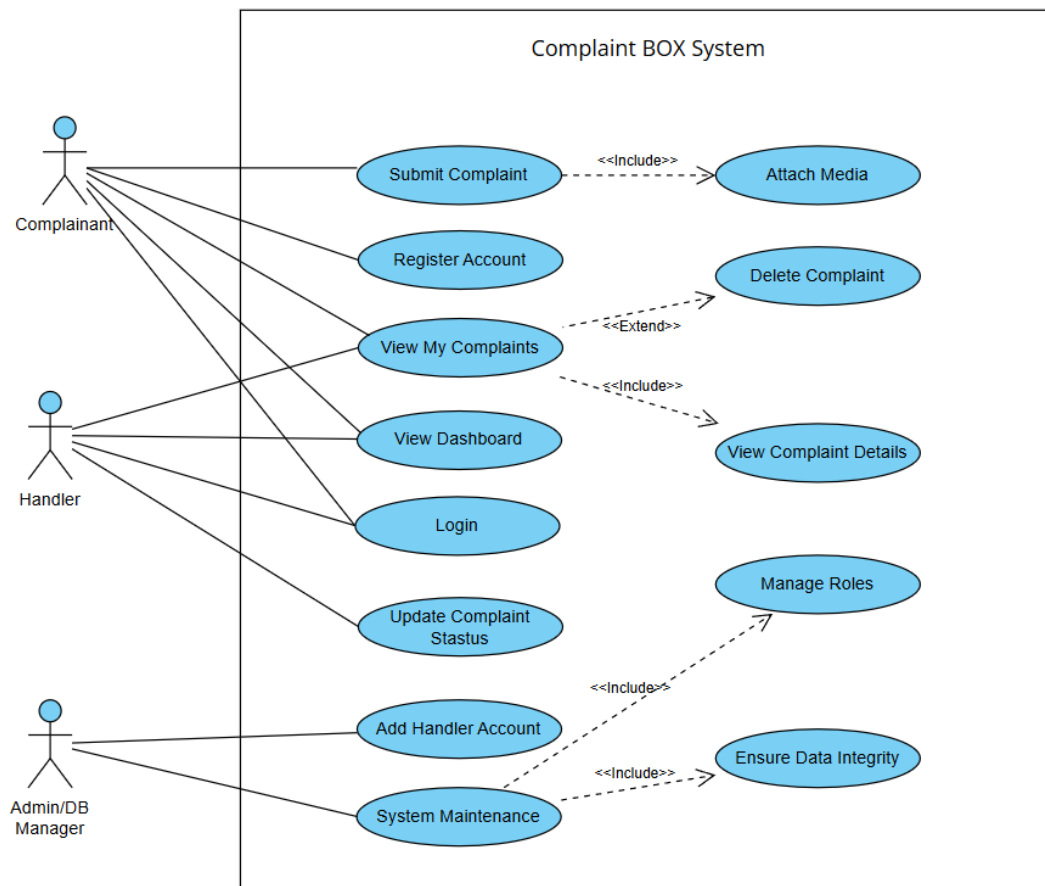 Complaint BOX System
Complainant
Submit Complaint
<<Include>>
Attach Media
Register Account
Delete Complaint
<<Extend>>
View My Complaints
<<Include>>
Handler
View Dashboard
View Complaint Details
Login
Manage Roles
Update Complaint
Stastus
<<Include>>
Admin/DB
Manager
Add Handler Account
Ensure Data Integrity
<<Include>>
System Maintenance